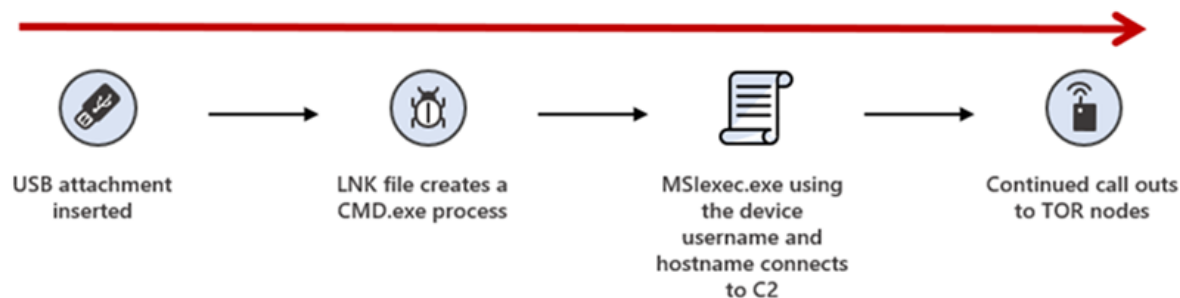 USB attachment
inserted
LNK file creates a
CMD.exe process
MSIexec.exe using
the device
username and
hostname connects
to C2
Continued call outs
to TOR nodes